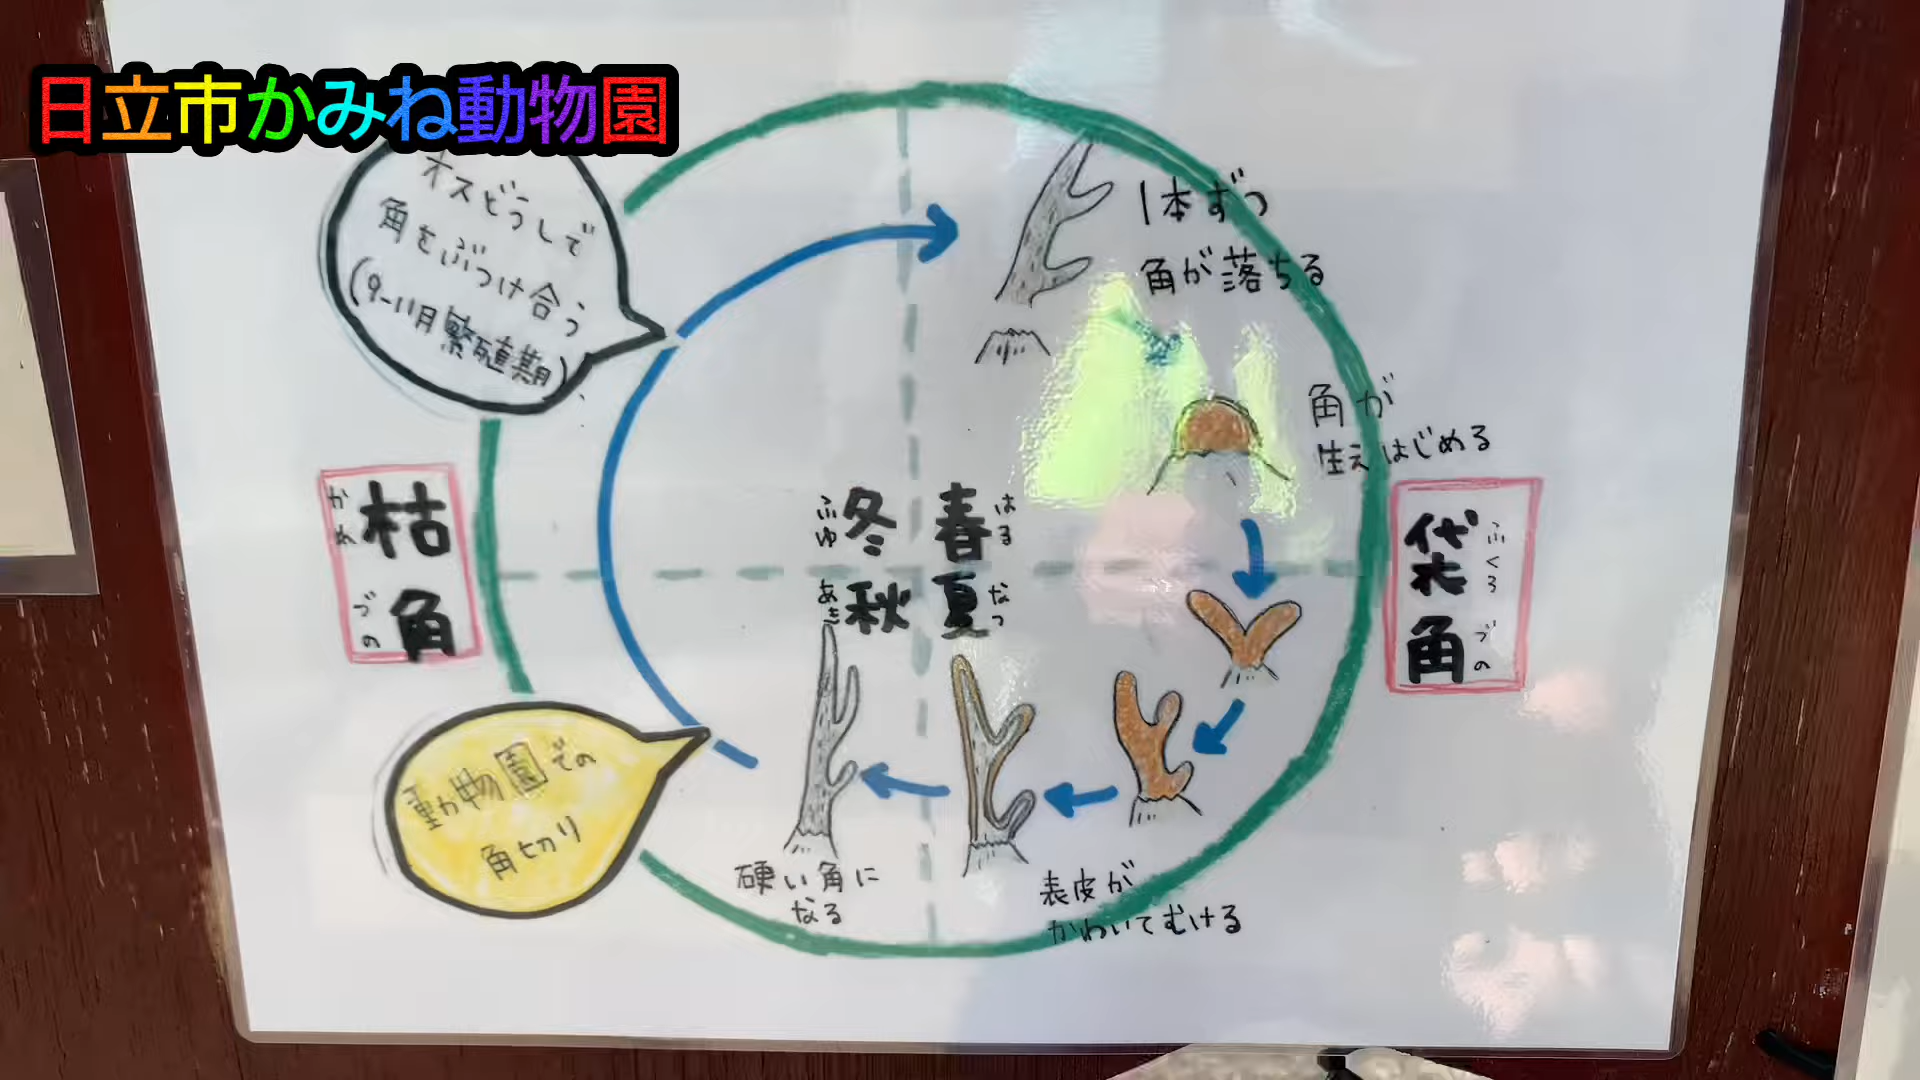 日立市かみね動物園
オスどうしで
角をぶつけ合う
(9-11月繁殖期)
1本ずつ
角が落ちる
角が
生えはじめる
枯角
かれ
づの
冬
ふゆ
春
はる
秋
あき
夏
なつ
袋角
ふくろ
づの
動物園での
角切り
硬い角に
なる
表皮が
かわいてむける